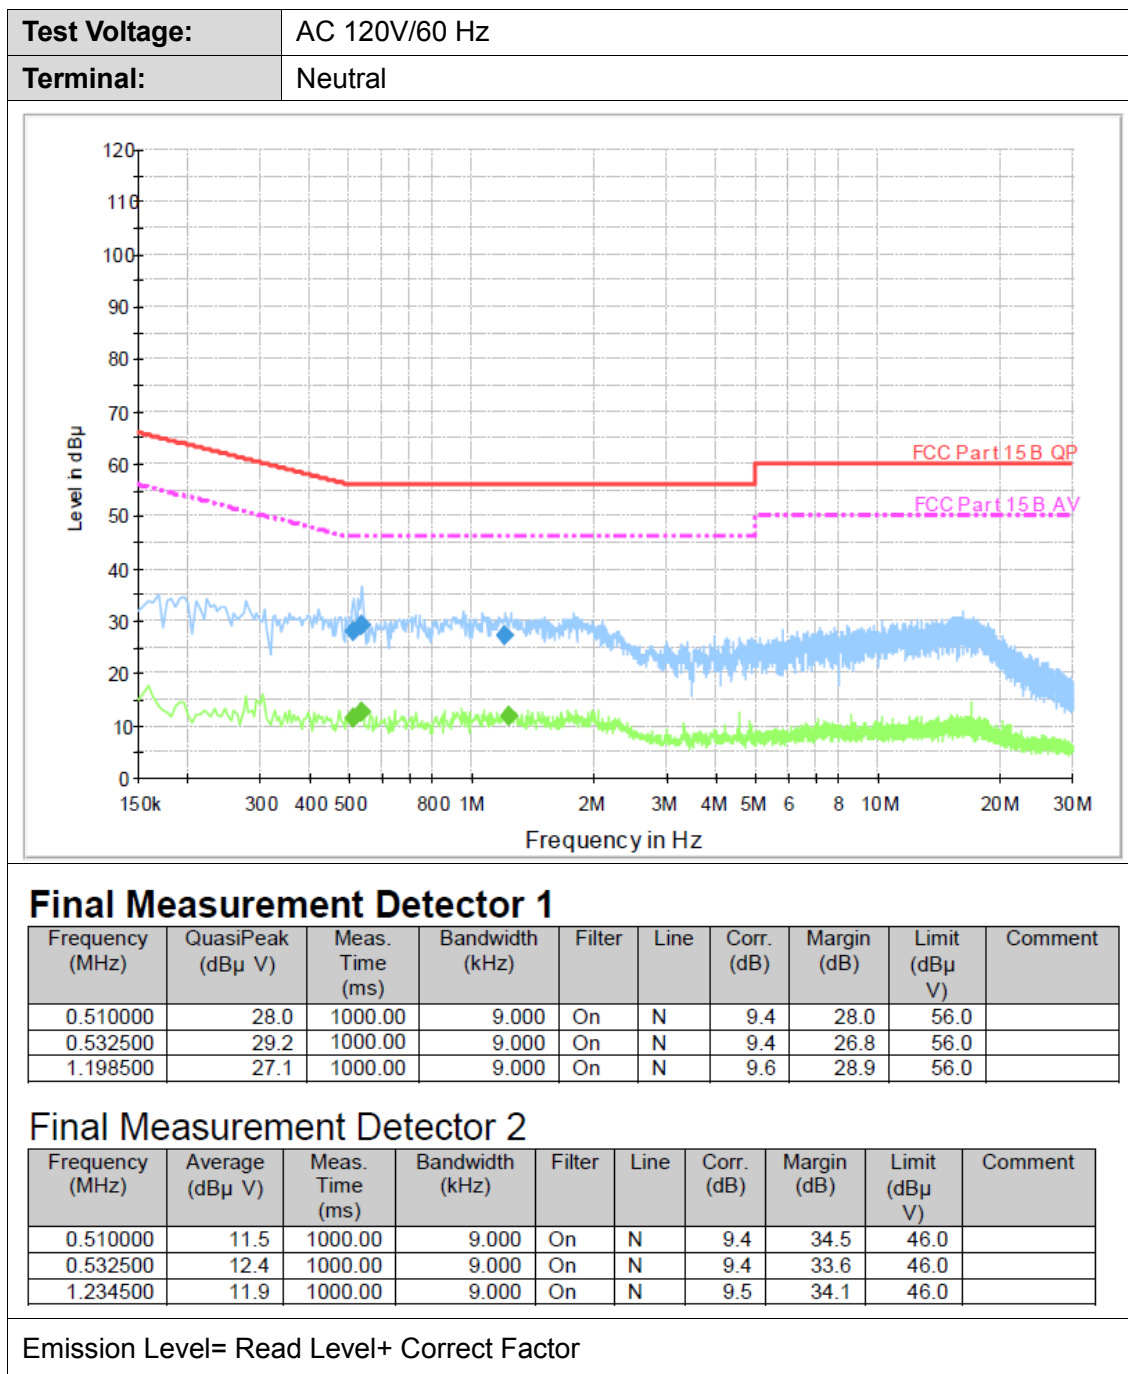 Test Voltage: AC 120V/60 Hz
Terminal: Neutral
120
110
100
90
80
70
60
50
40
30
20
10
0
Level in dBµ
FCC Part 15 B QP
FCC Part 15 B AV
150k 300 400 500 800 1M 2M 3M 4M 5M 6 8 10M 20M 30M
Frequency in Hz
Final Measurement Detector 1
Frequency QuasiPeak Meas. Bandwidth Filter Line Corr. Margin Limit Comment
(MHz) (dBµ V) Time (kHz) (dB) (dB) (dBµ
(ms) V)
0.510000 28.0 1000.00 9.000 On N 9.4 28.0 56.0
0.532500 29.2 1000.00 9.000 On N 9.4 26.8 56.0
1.198500 27.1 1000.00 9.000 On N 9.6 28.9 56.0
Final Measurement Detector 2
Frequency Average Meas. Bandwidth Filter Line Corr. Margin Limit Comment
(MHz) (dBµ V) Time (kHz) (dB) (dB) (dBµ
(ms) V)
0.510000 11.5 1000.00 9.000 On N 9.4 34.5 46.0
0.532500 12.4 1000.00 9.000 On N 9.4 33.6 46.0
1.234500 11.9 1000.00 9.000 On N 9.5 34.1 46.0
Emission Level= Read Level+ Correct Factor